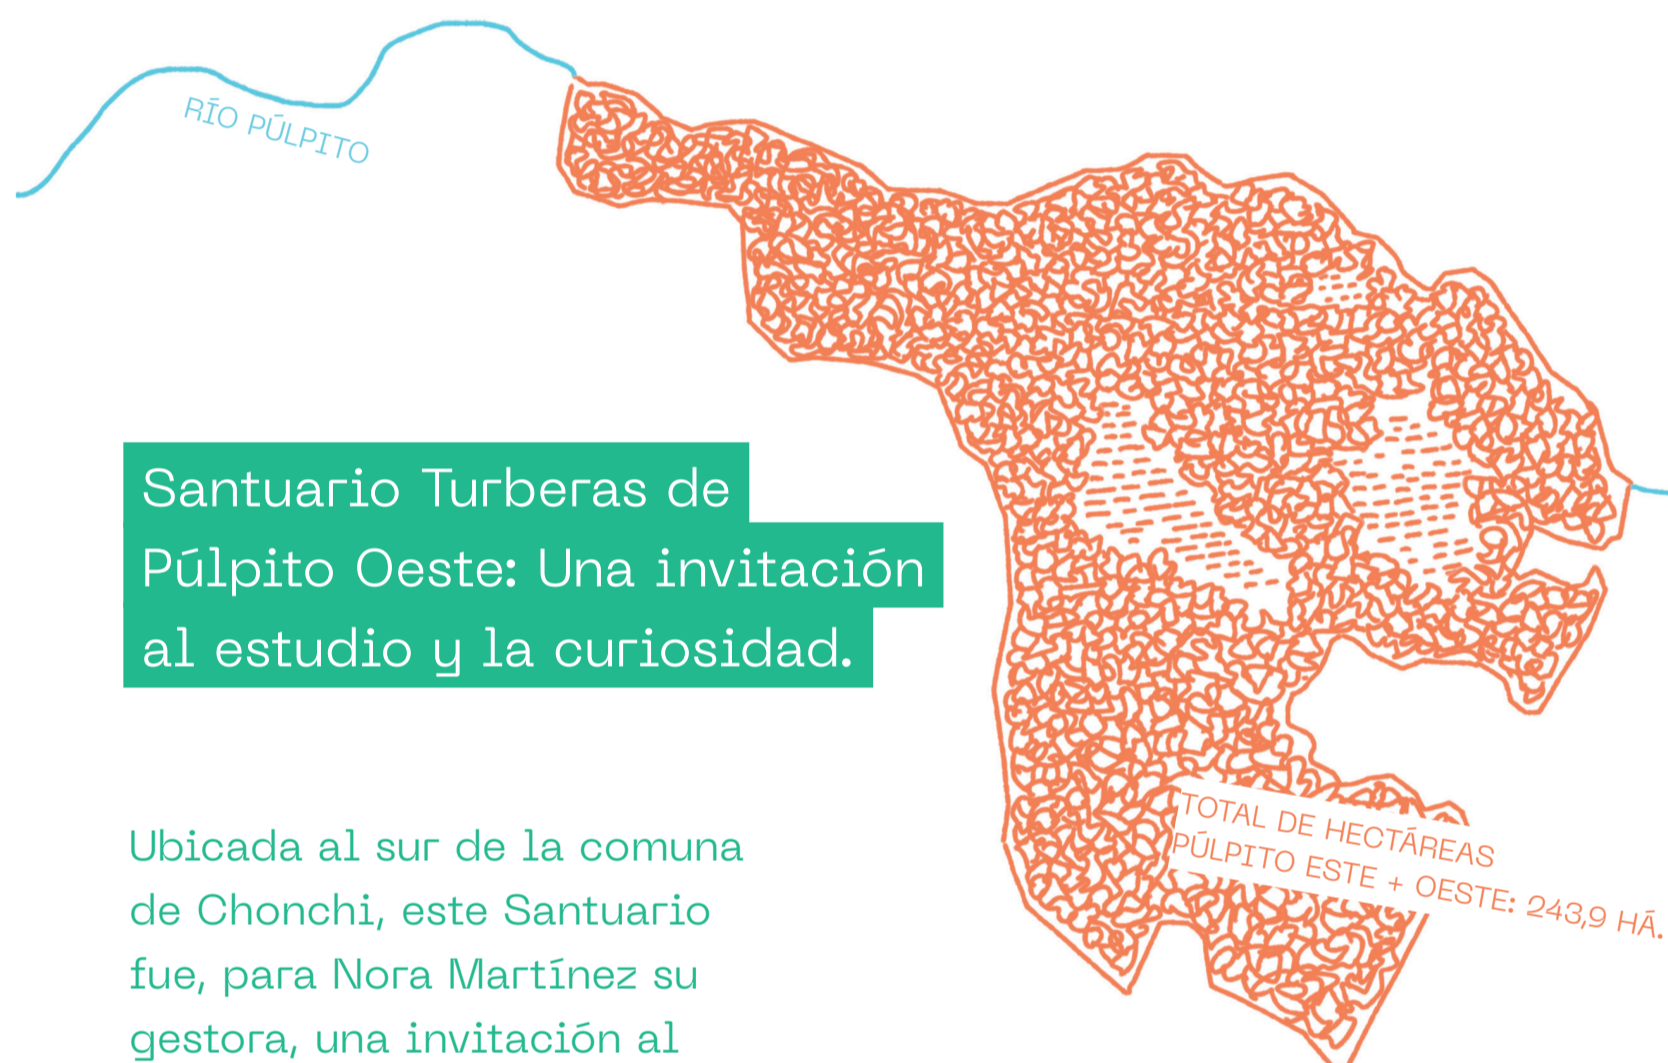 RÍO PÚLPITO
Santuario Turberas de
Púlpito Oeste: Una invitación
al estudio y la curiosidad.
Ubicada al sur de la comuna
de Chonchi, este Santuario
fue, para Nora Martínez su
gestora, una invitación al
TOTAL DE HECTÁREAS
PÚLPITO ESTE + OESTE: 243,9 HÁ.